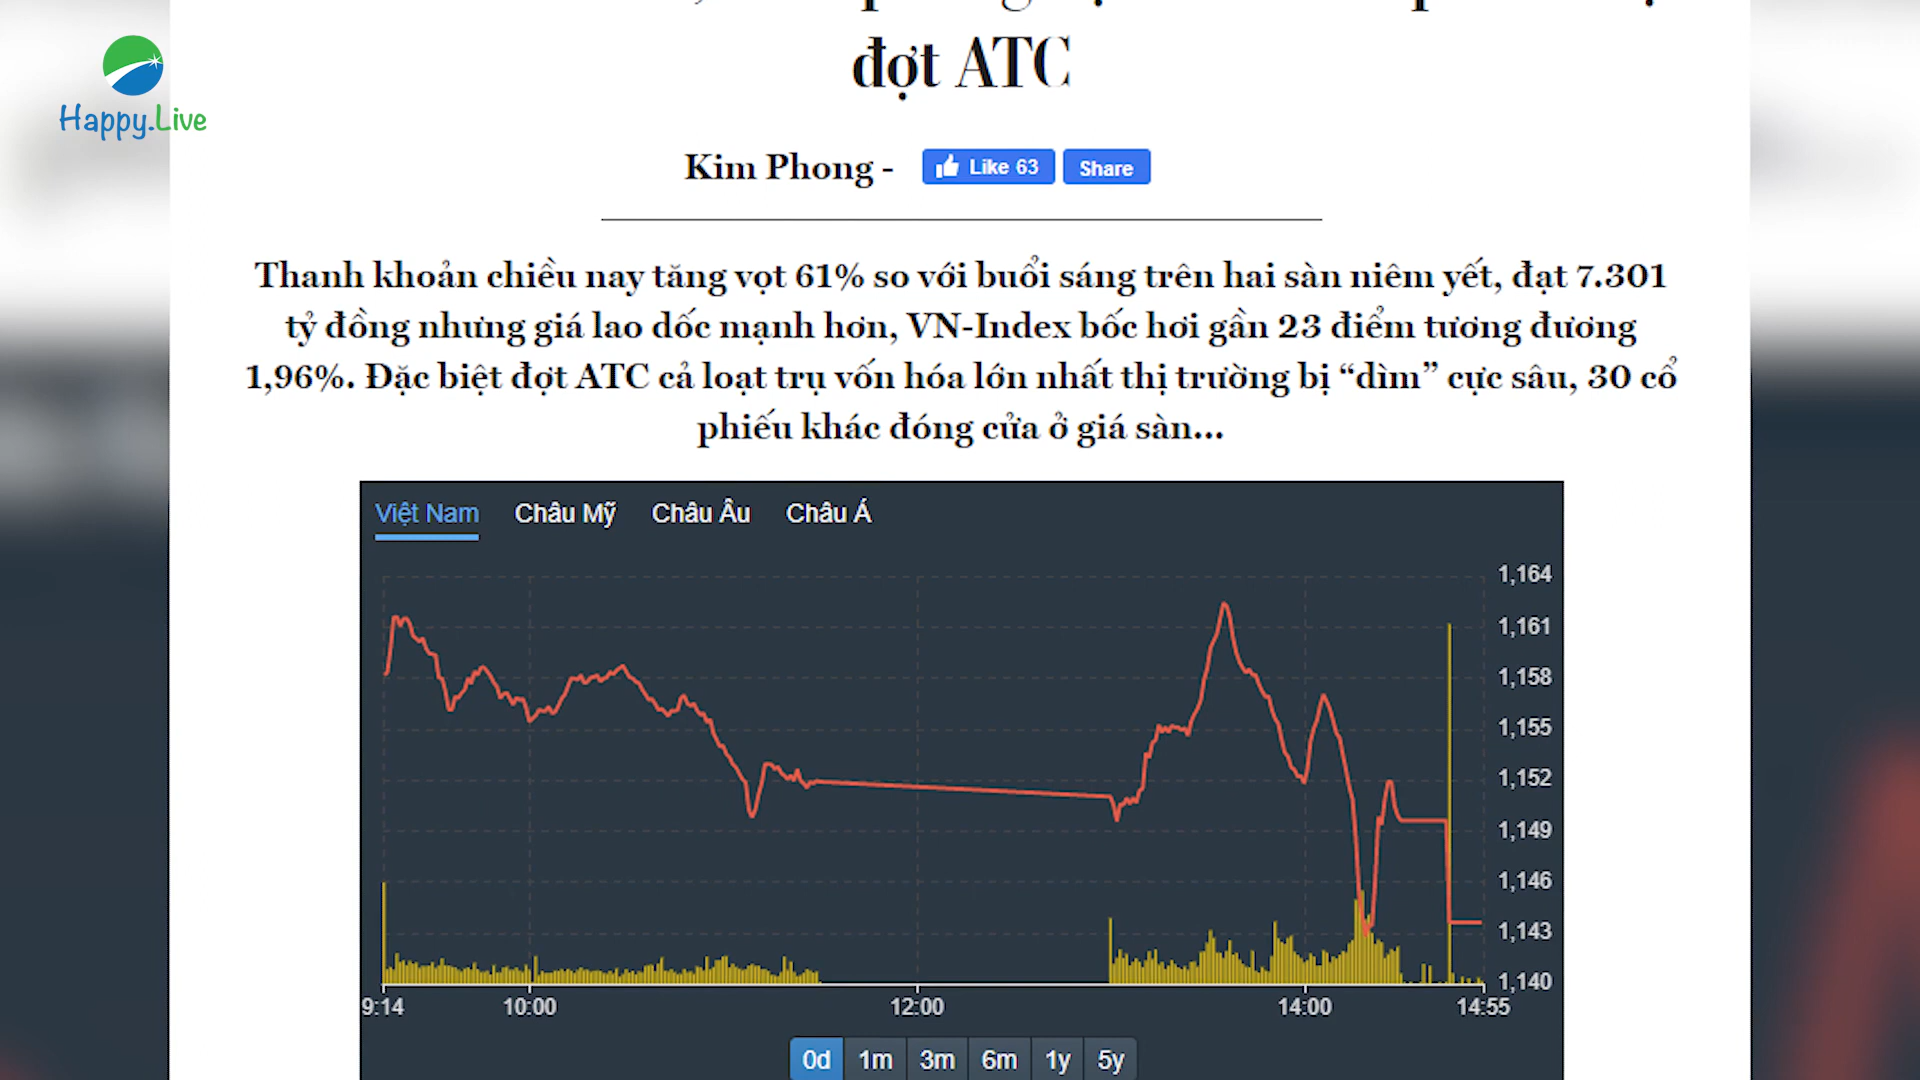 đợt ATC
Happy.Live
Kim Phong -
Like 63
Share
Thanh khoản chiều nay tăng vọt 61% so với buổi sáng trên hai sàn niêm yết, đạt 7.301
tỷ đồng nhưng giá lao dốc mạnh hơn, VN-Index bốc hơi gần 23 điểm tương đương
1,96%. Đặc biệt đợt ATC cả loạt trụ vốn hóa lớn nhất thị trường bị “dìm” cực sâu, 30 cổ
phiếu khác đóng cửa ở giá sàn...
Việt Nam Châu Mỹ Châu Âu Châu Á
1,164
1,161
1,158
1,155
1,152
1,149
1,146
1,143
1,140
9:14 10:00 12:00 14:00 14:55
0d 1m 3m 6m 1y 5y